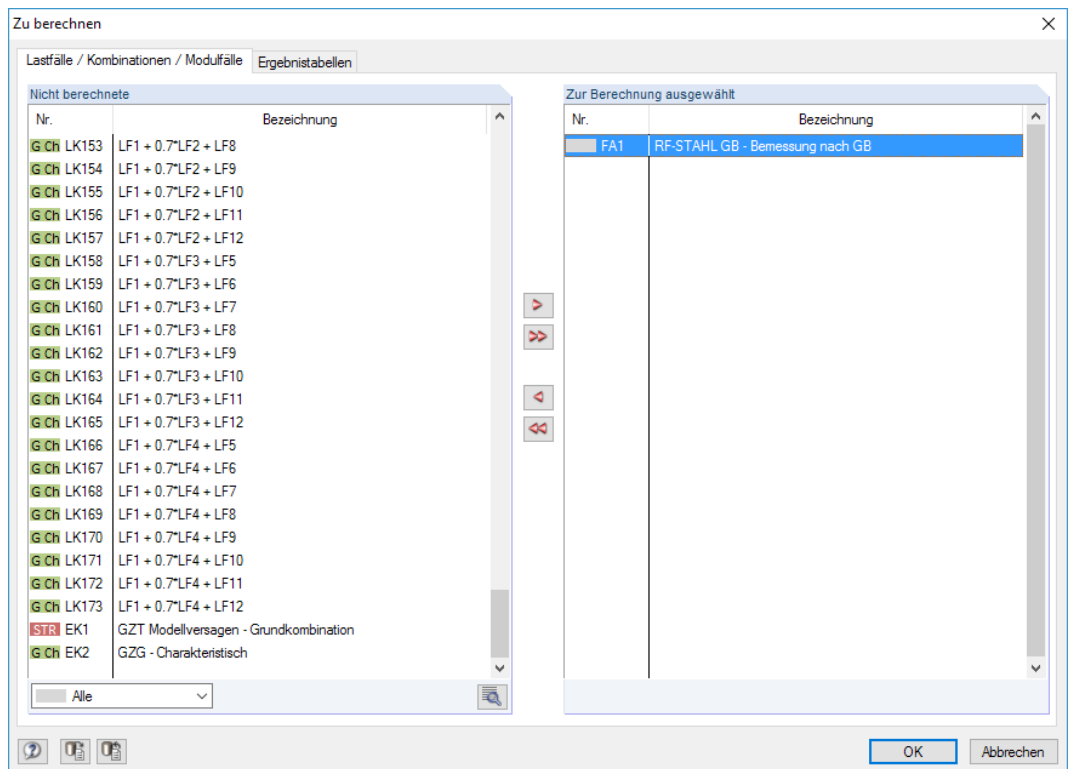 Zu berechnen
Lastfälle / Kombinationen / Modulfälle Ergebnistabellen
Nicht berechnete
Nr. Bezeichnung
G Ch LK153 LF1 + 0.7*LF2 + LF8
G Ch LK154 LF1 + 0.7*LF2 + LF9
G Ch LK155 LF1 + 0.7*LF2 + LF10
G Ch LK156 LF1 + 0.7*LF2 + LF11
G Ch LK157 LF1 + 0.7*LF2 + LF12
G Ch LK158 LF1 + 0.7*LF3 + LF5
G Ch LK159 LF1 + 0.7*LF3 + LF6
G Ch LK160 LF1 + 0.7*LF3 + LF7
G Ch LK161 LF1 + 0.7*LF3 + LF8
G Ch LK162 LF1 + 0.7*LF3 + LF9
G Ch LK163 LF1 + 0.7*LF3 + LF10
G Ch LK164 LF1 + 0.7*LF3 + LF11
G Ch LK165 LF1 + 0.7*LF3 + LF12
G Ch LK166 LF1 + 0.7*LF4 + LF5
G Ch LK167 LF1 + 0.7*LF4 + LF6
G Ch LK168 LF1 + 0.7*LF4 + LF7
G Ch LK169 LF1 + 0.7*LF4 + LF8
G Ch LK170 LF1 + 0.7*LF4 + LF9
G Ch LK171 LF1 + 0.7*LF4 + LF10
G Ch LK172 LF1 + 0.7*LF4 + LF11
G Ch LK173 LF1 + 0.7*LF4 + LF12
STR EK1 GZT Modellversagen - Grundkombination
G Ch EK2 GZG - Charakteristisch
Alle
Zur Berechnung ausgewählt
Nr. Bezeichnung
FA1 RF-STAHL GB - Bemessung nach GB
OK Abbrechen